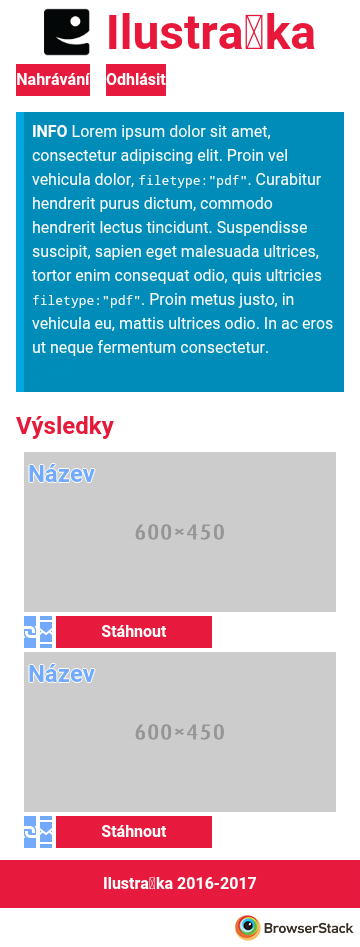 Ilustra▯ka
Nahrávání Odhlásit
INFO Lorem ipsum dolor sit amet,
consectetur adipiscing elit. Proin vel
vehicula dolor, filetype:"pdf". Curabitur
hendrerit purus dictum, commodo
hendrerit lectus tincidunt. Suspendisse
suscipit, sapien eget malesuada ultrices,
tortor enim consequat odio, quis ultricies
filetype:"pdf". Proin metus justo, in
vehicula eu, mattis ultrices odio. In ac eros
ut neque fermentum consectetur.
Výsledky
Název
600×450
Stáhnout
Název
600×450
Stáhnout
Ilustra▯ka 2016-2017
BrowserStack